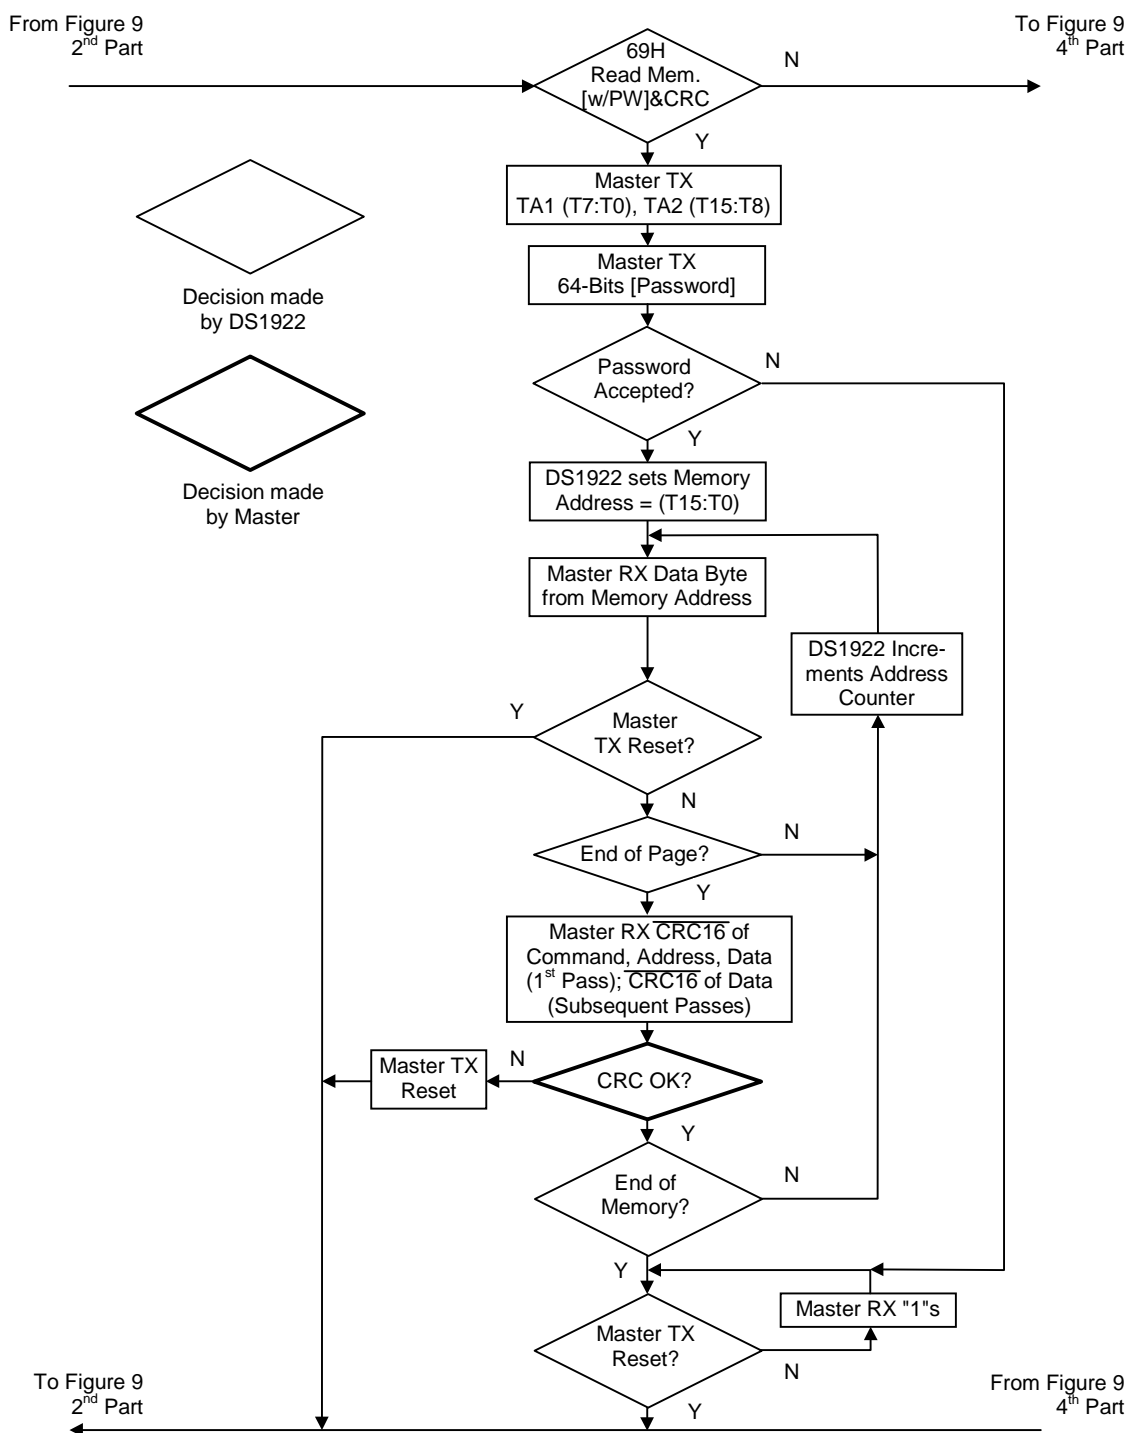 From Figure 9
2nd Part
To Figure 9
4th Part
69H
Read Mem.
[w/PW]&CRC
N
Y
Master TX
TA1 (T7:T0), TA2 (T15:T8)
Decision made
by DS1922
Master TX
64-Bits [Password]
Password
Accepted?
N
Y
Decision made
by Master
DS1922 sets Memory
Address = (T15:T0)
Master RX Data Byte
from Memory Address
DS1922 Incre-
ments Address
Counter
Master
TX Reset?
Y
N
End of Page?
N
Y
Master RX CRC16 of
Command, Address, Data
(1st Pass); CRC16 of Data
(Subsequent Passes)
CRC OK?
N
Master TX
Reset
Y
End of
Memory?
N
Y
Master RX "1"s
Master TX
Reset?
N
Y
To Figure 9
2nd Part
From Figure 9
4th Part